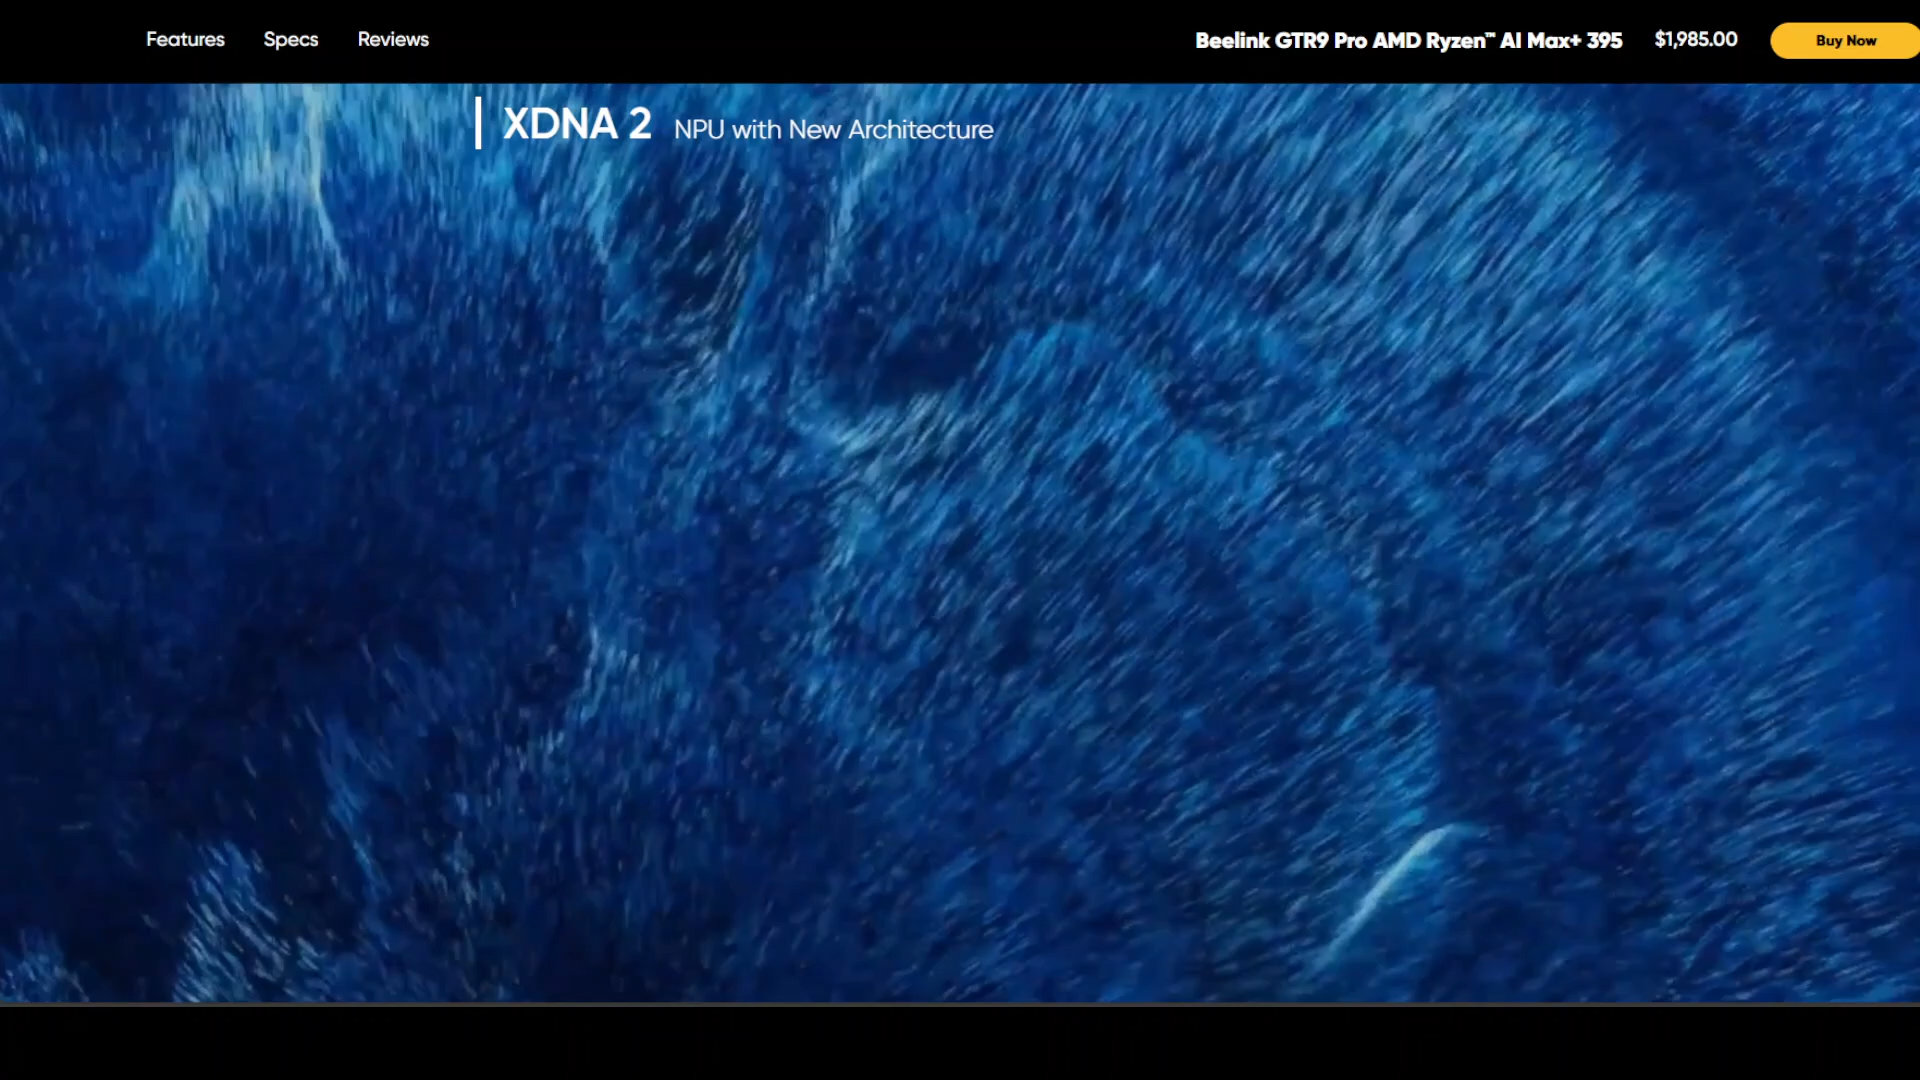 Features Specs Reviews Beelink GTR9 Pro AMD Ryzen™ AI Max+ 395 $1,985.00 Buy Now
XDNA 2 NPU with New Architecture